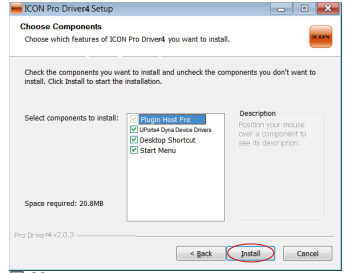 ICON Pro Driver4 Setup
Choose Components
Choose which features of ICON Pro Driver4 you want to install.
ICON
Check the components you want to install and uncheck the components you don't want to
install. Click Install to start the installation.
Select components to install:
Plugin Host Pro
UPorts4 Dyna Device Drivers
Desktop Shortcut
Start Menu
Description
Position your mouse
over a component to
see its description.
Space required: 20.8MB
Pro Driver4 v2.0.3
< Back
Install
Cancel